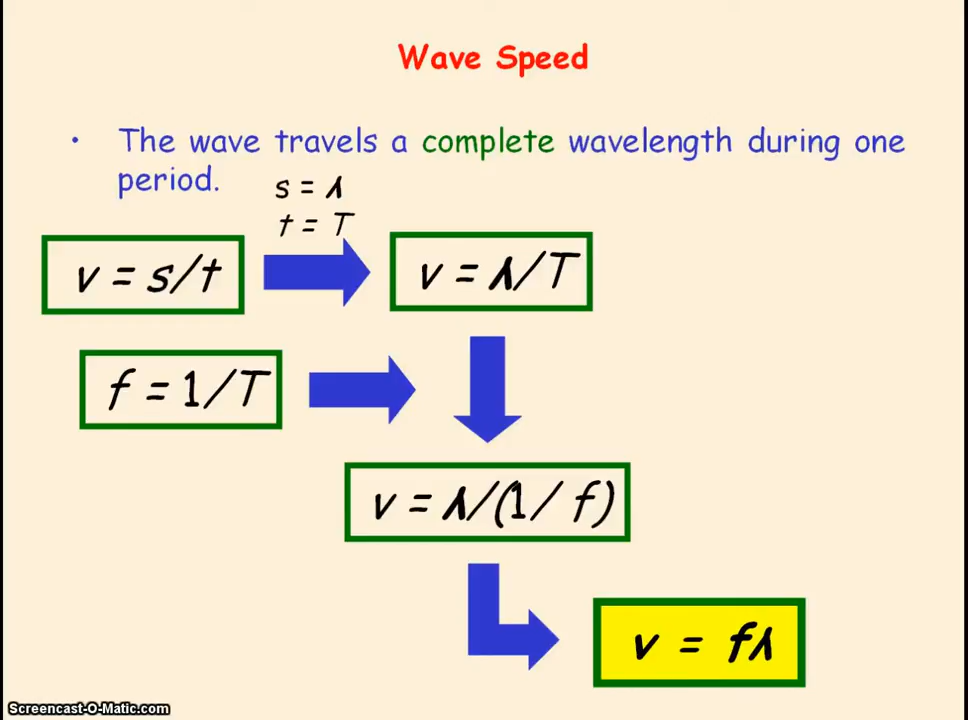 Wave Speed
• The wave travels a complete wavelength during one
period.
s = λ
t = T
v = s/t
v = λ/T
f = 1/T
v = λ/(1/ f)
v = fλ
Screencast-O-Matic.com